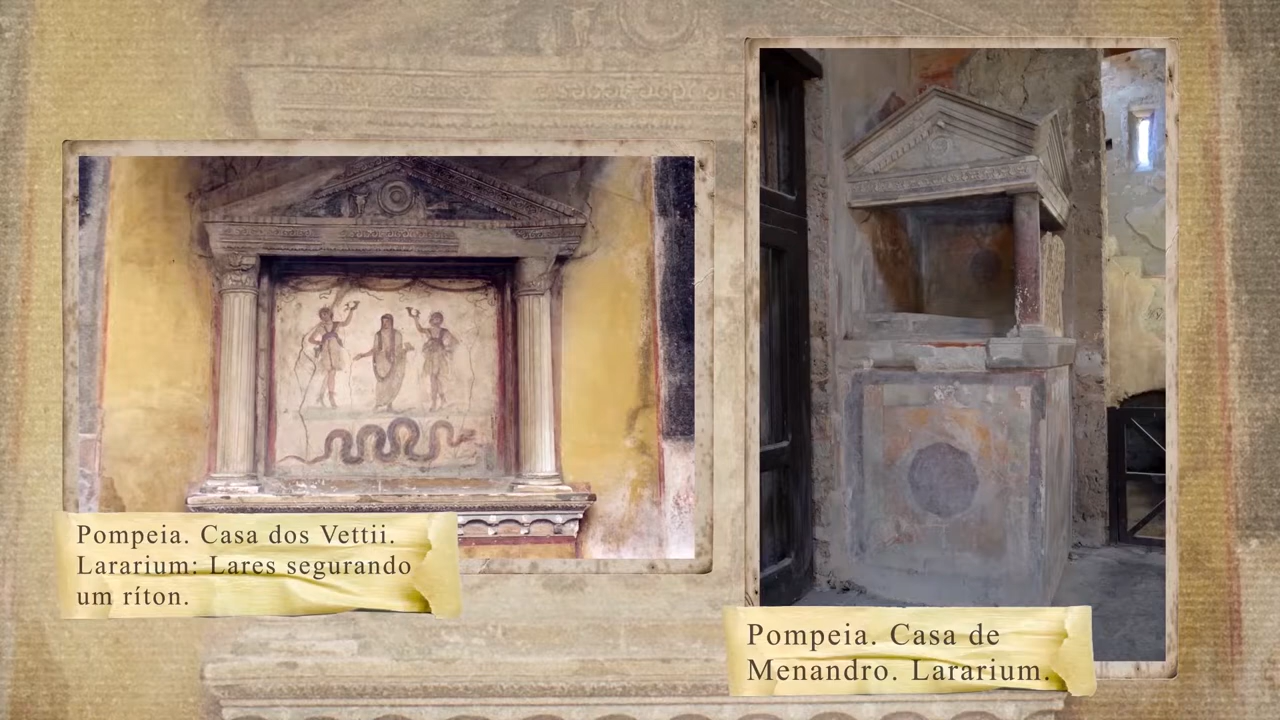 Pompeia. Casa dos Vettii.
Lararium: Lares segurando
um ríton.
Pompeia. Casa de
Menandro. Lararium.